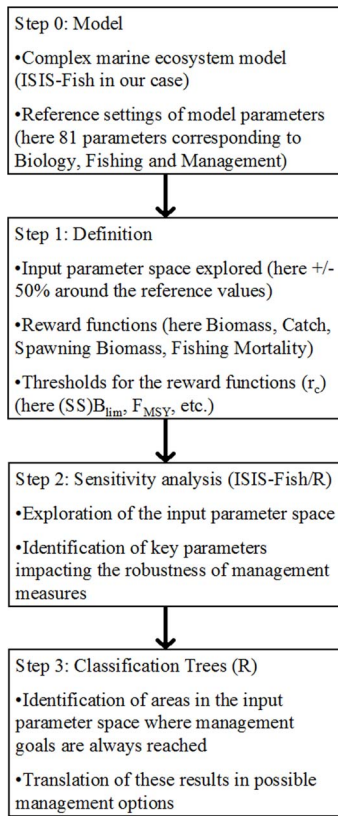 Step 0: Model
•Complex marine ecosystem model
(ISIS-Fish in our case)
•Reference settings of model parameters
(here 81 parameters corresponding to
Biology, Fishing and Management)
Step 1: Definition
•Input parameter space explored (here +/-
50% around the reference values)
•Reward functions (here Biomass, Catch,
Spawning Biomass, Fishing Mortality)
•Thresholds for the reward functions (r_c)
(here (SS)B_lim, F_MSY, etc.)
Step 2: Sensitivity analysis (ISIS-Fish/R)
•Exploration of the input parameter space
•Identification of key parameters
impacting the robustness of management
measures
Step 3: Classification Trees (R)
•Identification of areas in the input
parameter space where management
goals are always reached
•Translation of these results in possible
management options